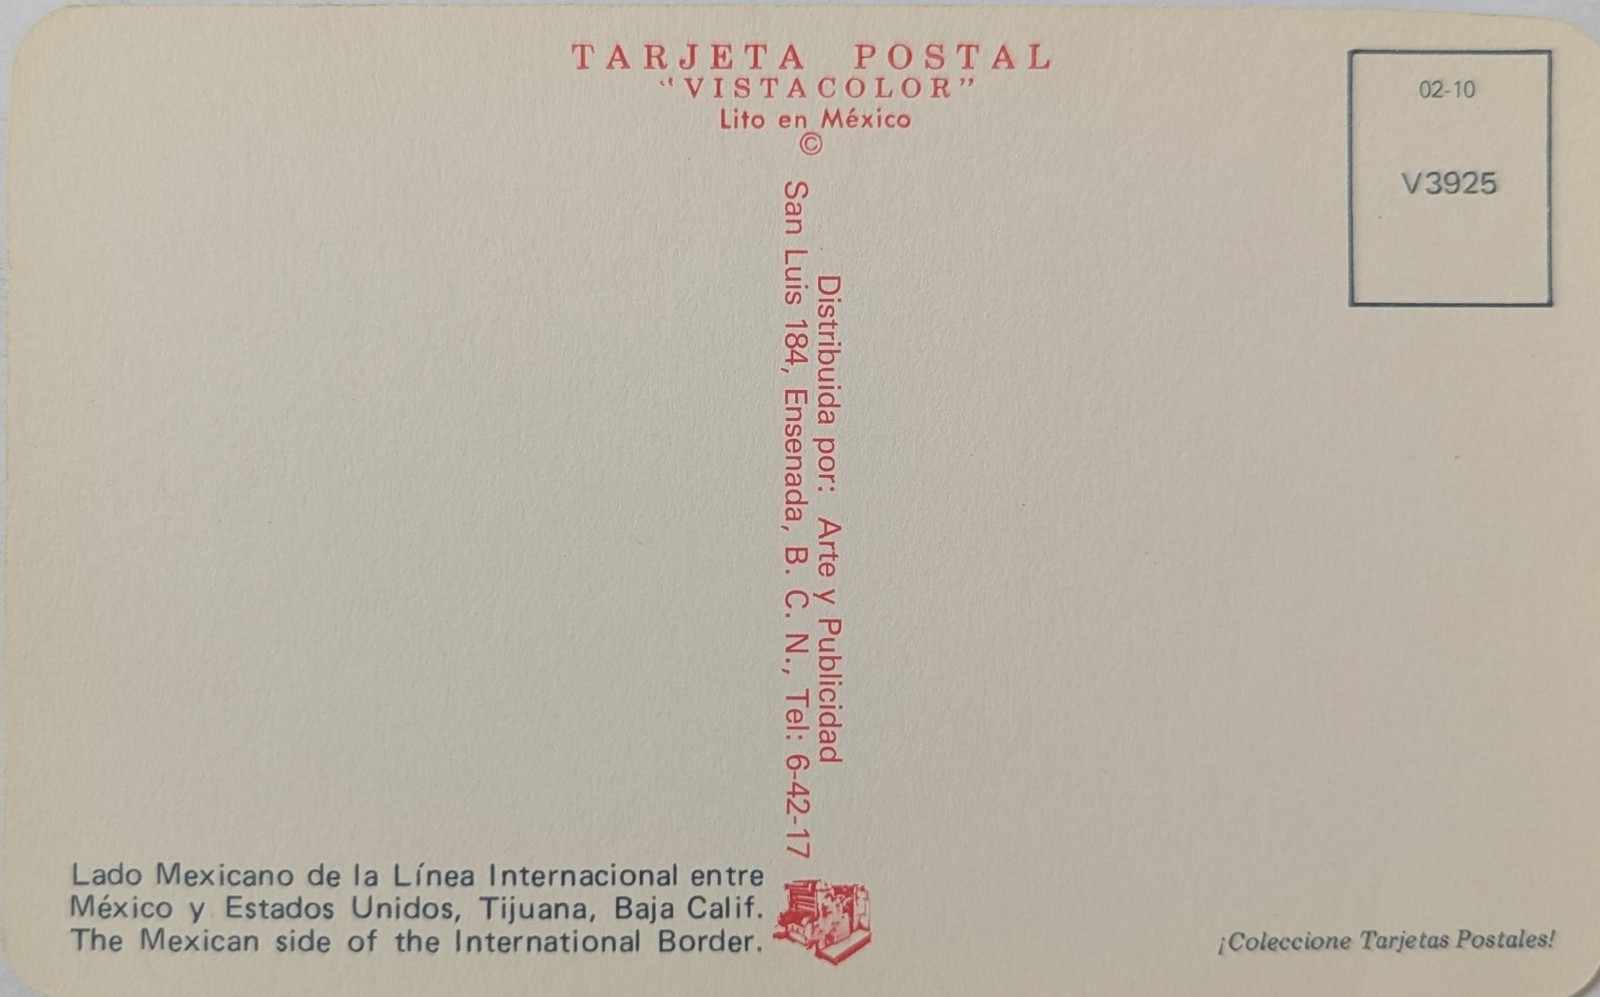 TARJETA POSTAL
“VISTACOLOR”
Lito en México
©
02-10
V3925
Distribuida por: Arte y Publicidad
San Luis 184, Ensenada, B. C. N., Tel: 6-42-17
Lado Mexicano de la Línea Internacional entre
México y Estados Unidos, Tijuana, Baja Calif.
The Mexican side of the International Border.
¡Coleccione Tarjetas Postales!